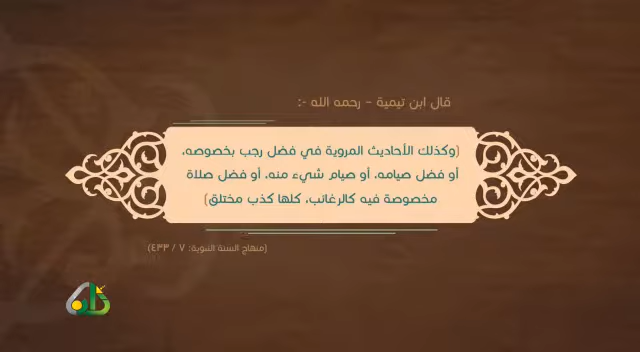 قال ابن تيمية – رحمه الله -:
(وكذلك الأحاديث المروية في فضل رجب بخصوصه،
أو فضل صيامه، أو صيام شيء منه، أو فضل صلاة
مخصوصة فيه كالرغائب، كلها كذب مختلق)
(منهاج السنة النبوية: ٧ / ٤٣٣)